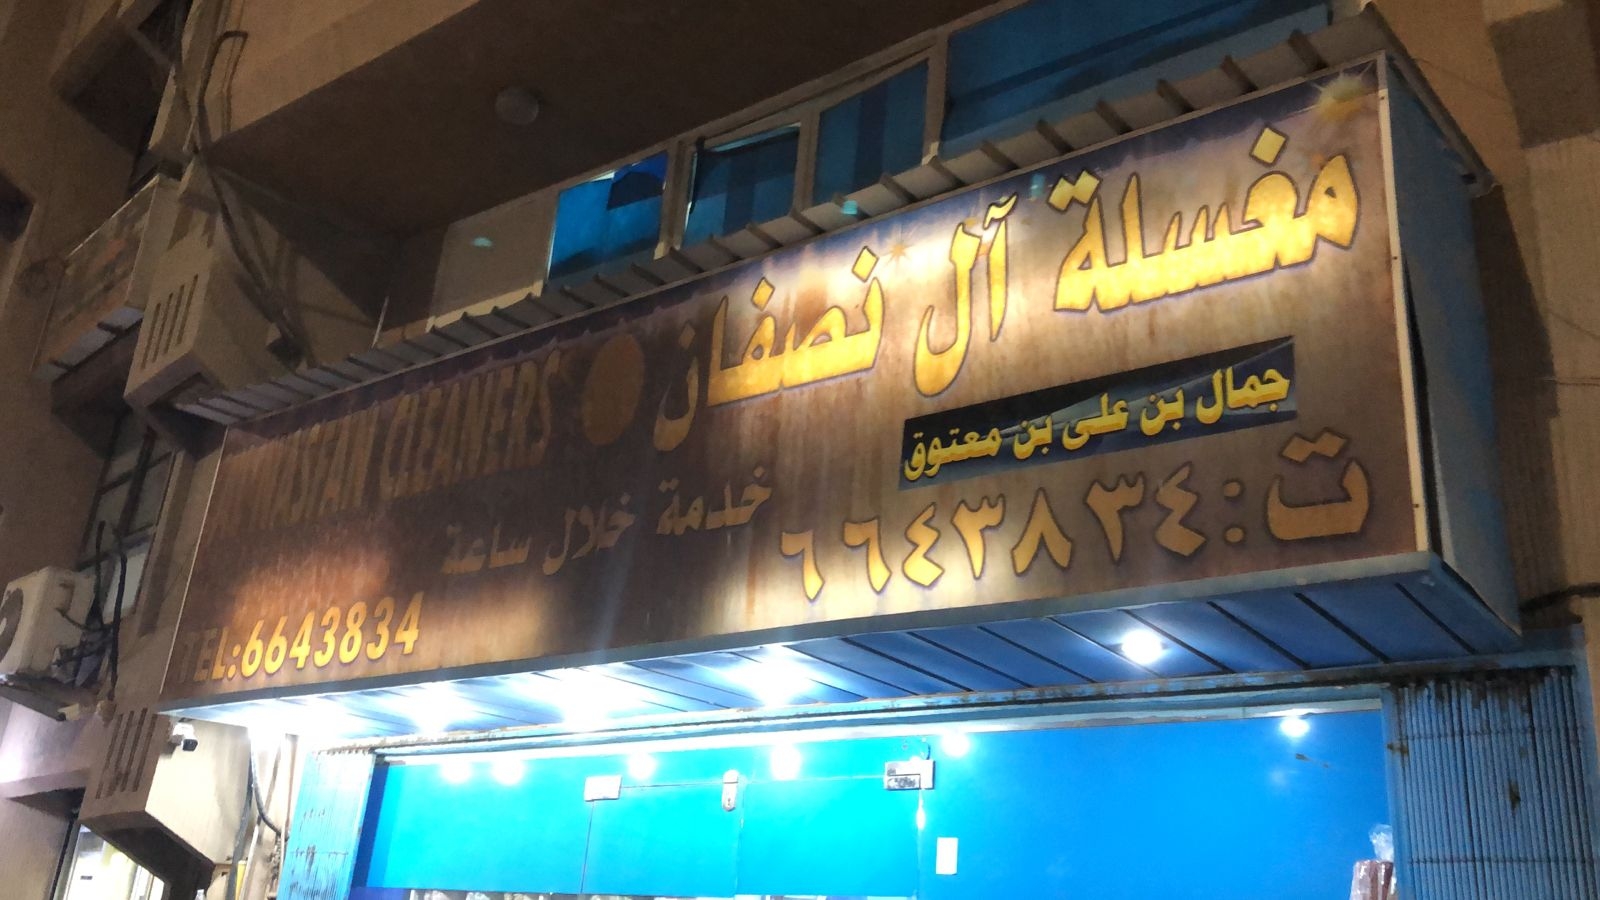 مغسلة آل نصفان
CLEANERS
جمال بن على بن معتوق
خدمة خلال ساعة
ت: ٦٦٤٣٨٣٤
TEL:6643834